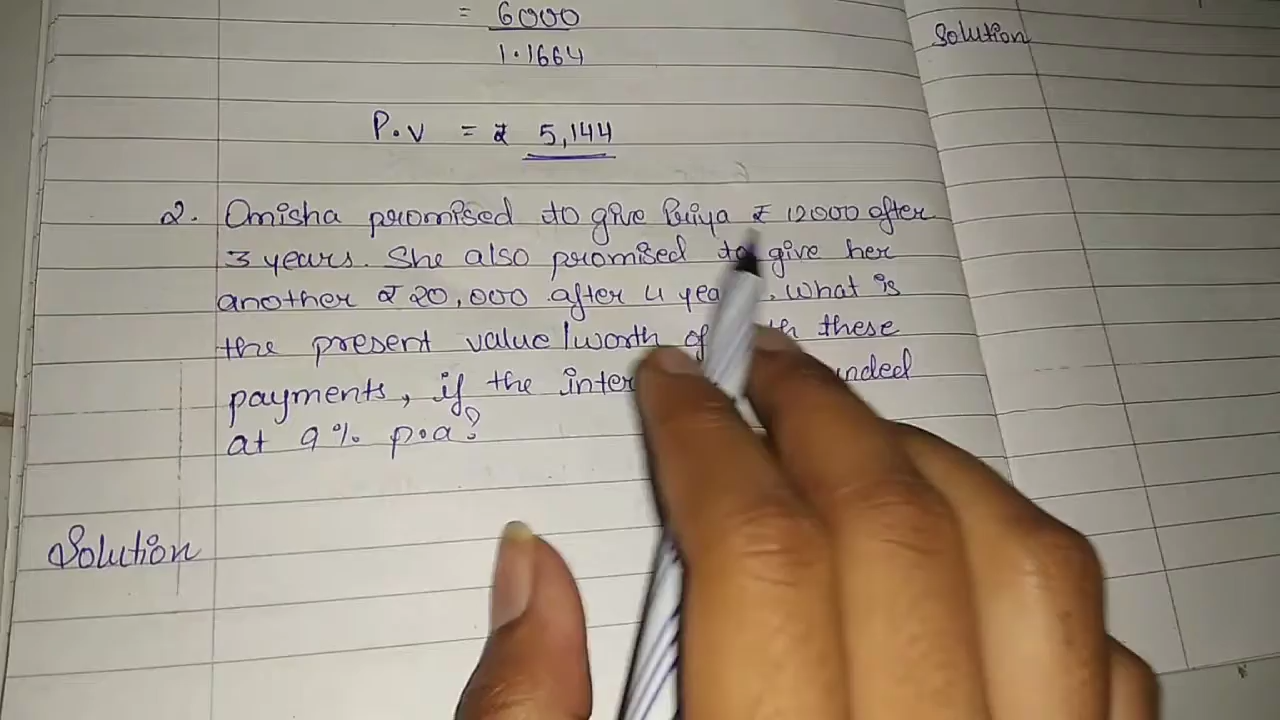 = 6000
1.1664
Solution
P.V = ₹ 5,144
2. Omisha promised to give Priya ₹ 12000 after
3 years. She also promised to give her
another ₹ 20,000 after 4 , what is
the present value/worth of these
payments, if the
at 9% p.a?
Solution